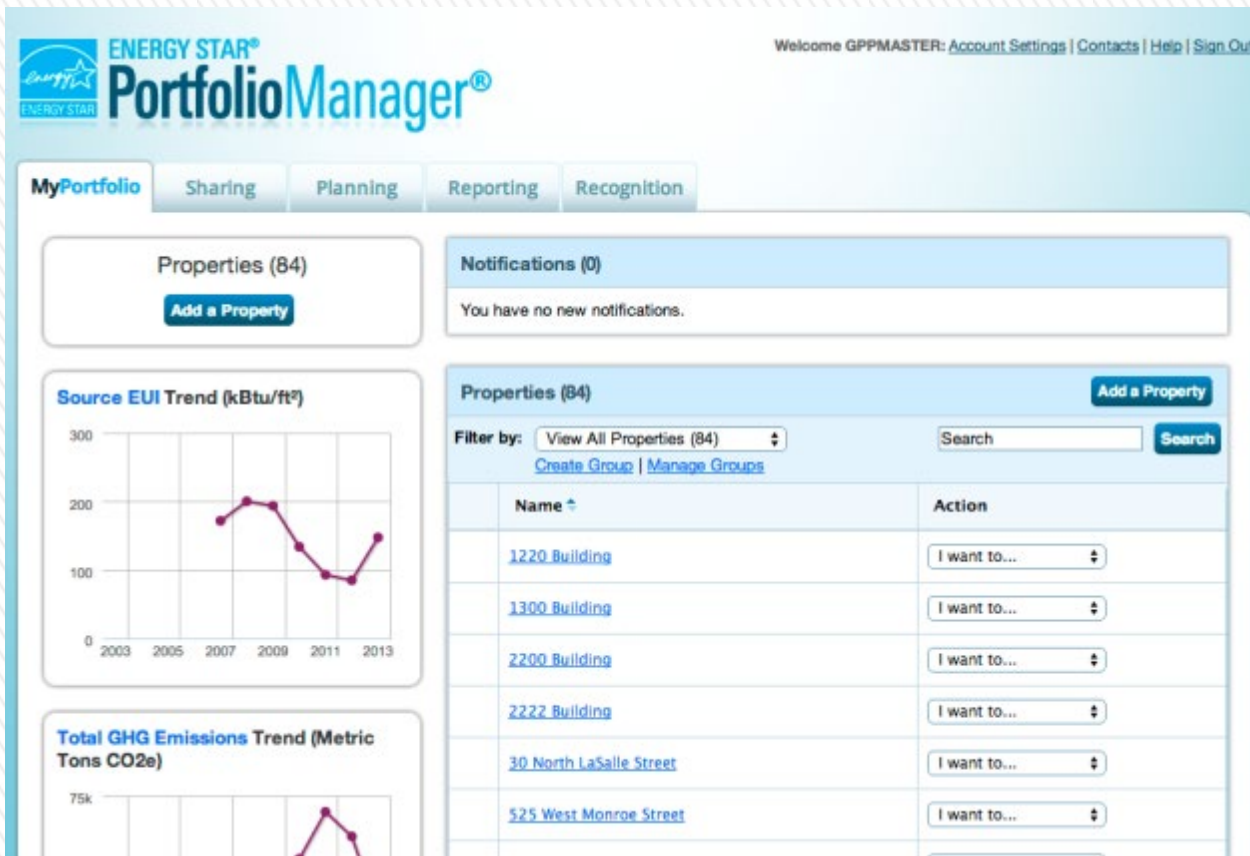 ENERGY STAR®
PortfolioManager®
energy
ENERGY STAR
Welcome GPPMASTER: Account Settings | Contacts | Help | Sign Out
MyPortfolio
Sharing
Planning
Reporting
Recognition
Properties (84)
Add a Property
Notifications (0)
You have no new notifications.
Source EUI Trend (kBtu/ft²)
300
200
100
0
2003 2005 2007 2009 2011 2013
Total GHG Emissions Trend (Metric
Tons CO2e)
75k
Properties (84)
Add a Property
Filter by: View All Properties (84)
Search
Search
Create Group | Manage Groups
Name
Action
1220 Building
I want to...
1300 Building
I want to...
2200 Building
I want to...
2222 Building
I want to...
30 North LaSalle Street
I want to...
525 West Monroe Street
I want to...